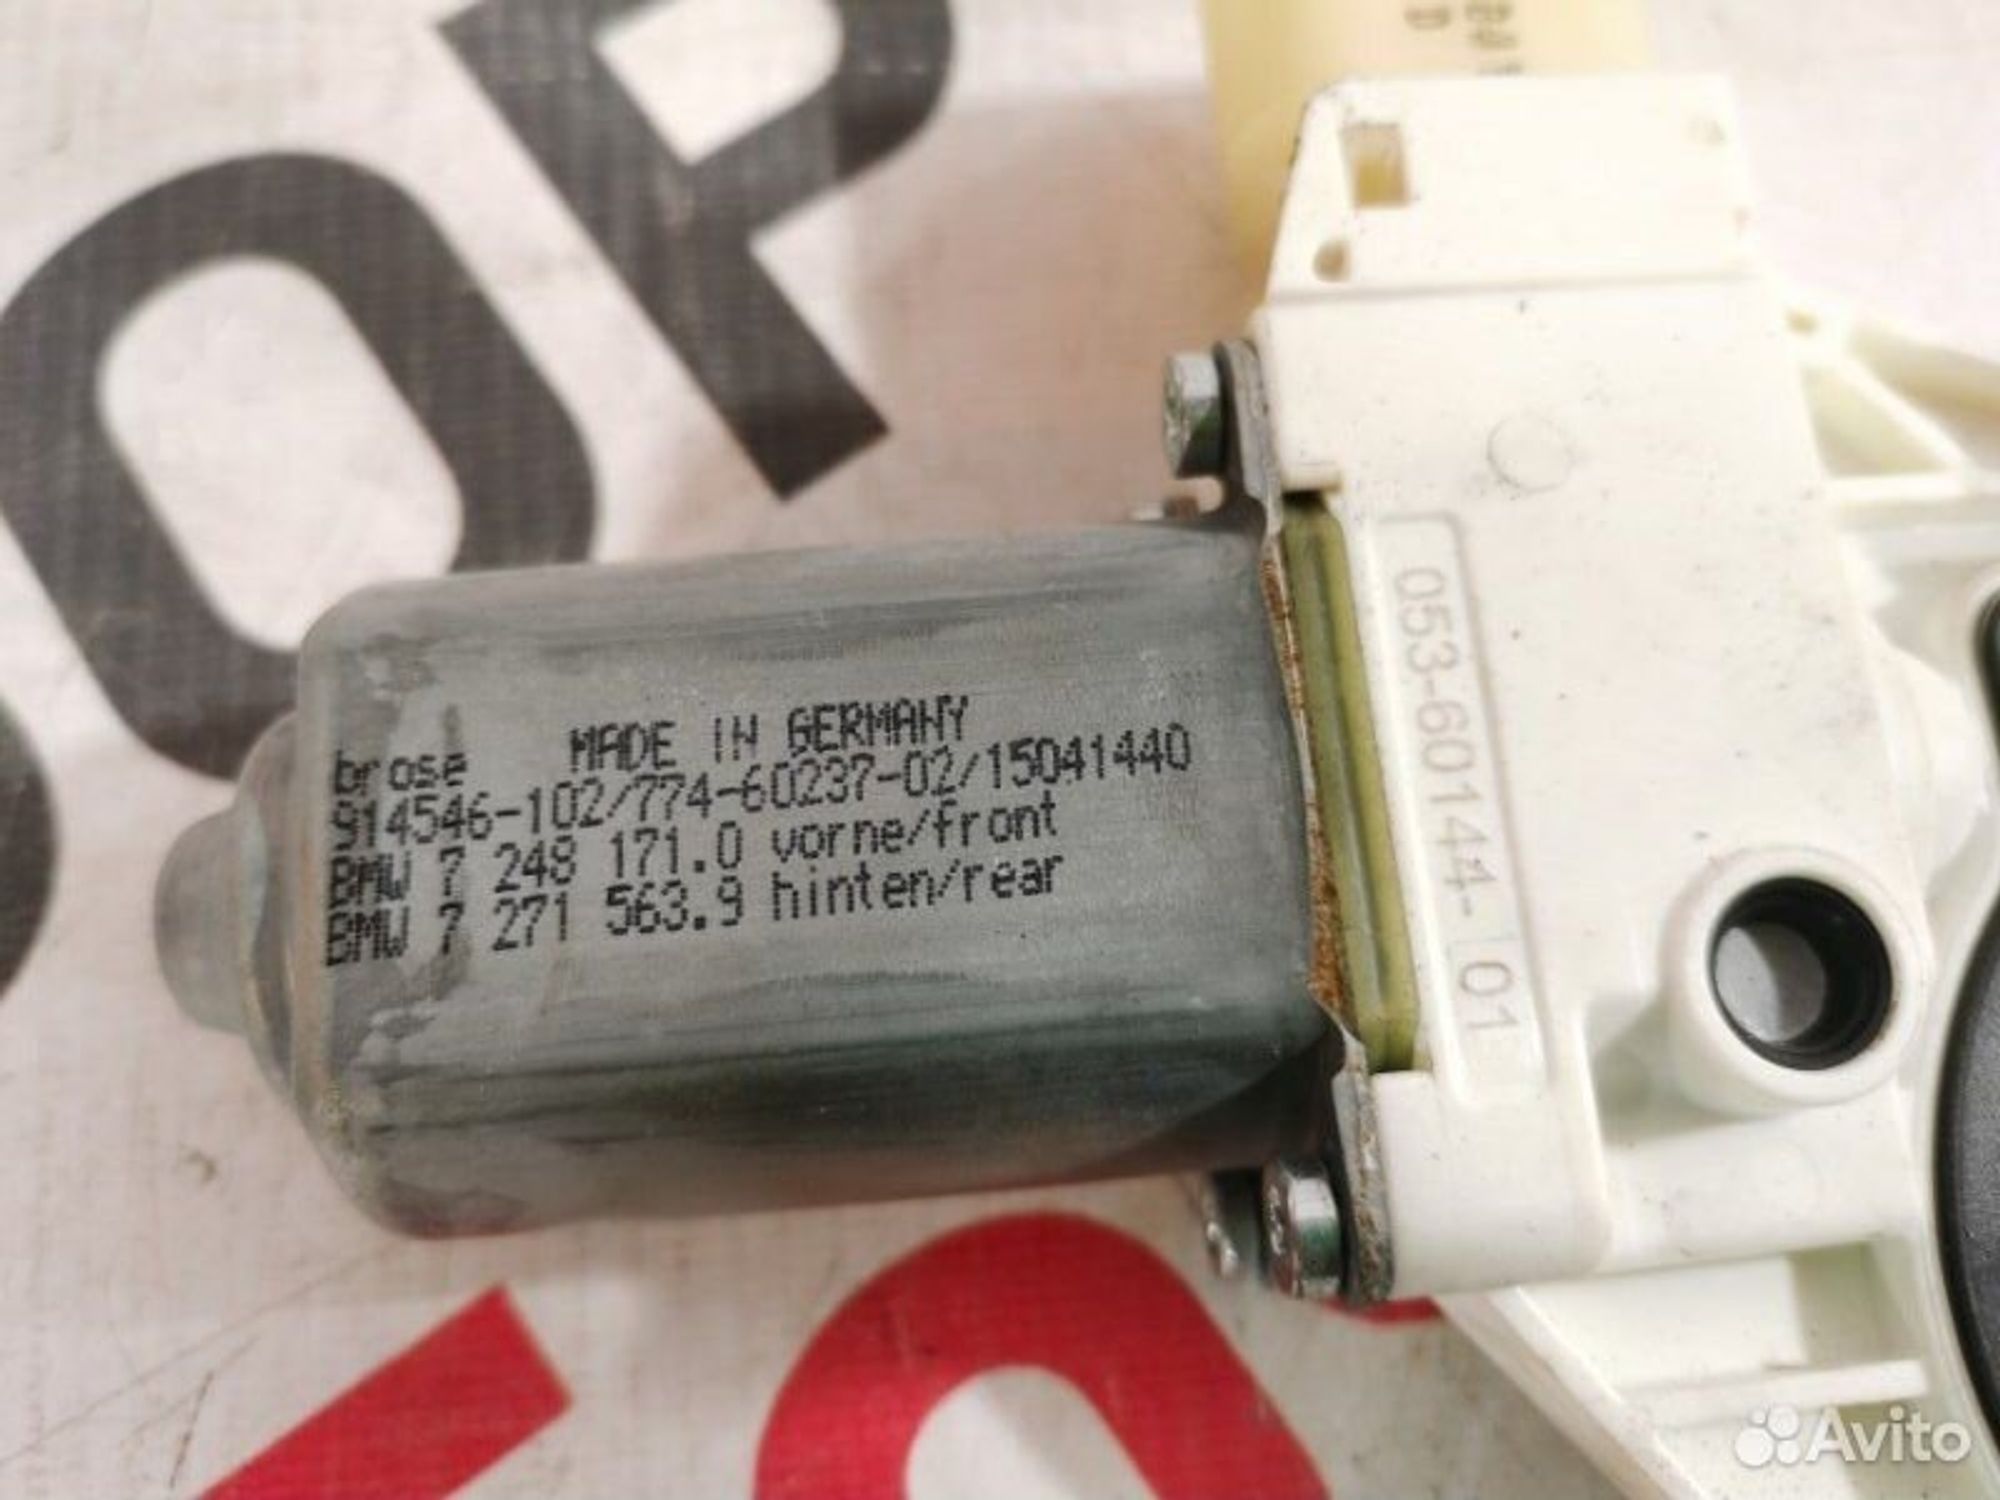 brose MADE IN GERMANY
914546-102/774-60237-02/15041440
BMW 7 248 171.0 vorne/front
BMW 7 271 563.9 hinten/rear
053-60144-101
Avito